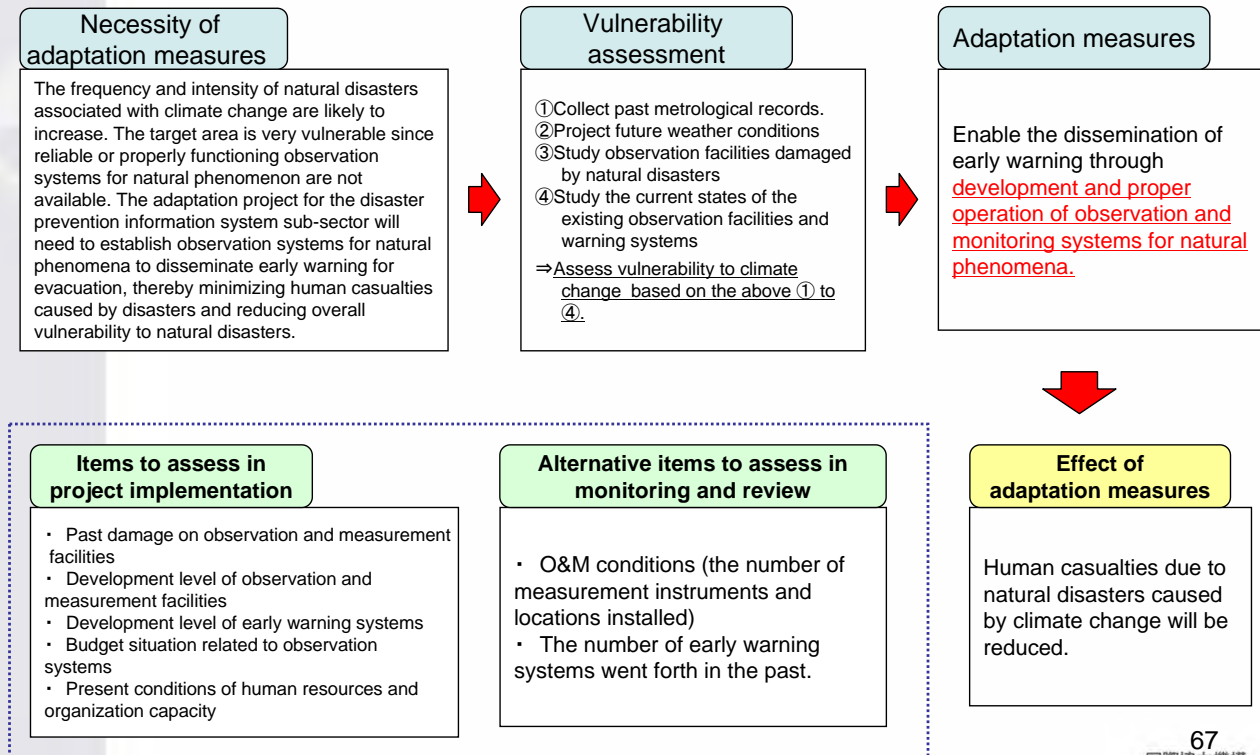 Necessity of
adaptation measures
The frequency and intensity of natural disasters
associated with climate change are likely to
increase. The target area is very vulnerable since
reliable or properly functioning observation
systems for natural phenomenon are not
available. The adaptation project for the disaster
prevention information system sub-sector will
need to establish observation systems for natural
phenomena to disseminate early warning for
evacuation, thereby minimizing human casualties
caused by disasters and reducing overall
vulnerability to natural disasters.
Vulnerability
assessment
①Collect past metrological records.
②Project future weather conditions
③Study observation facilities damaged
by natural disasters
④Study the current states of the
existing observation facilities and
warning systems
⇒Assess vulnerability to climate
change based on the above ① to
④.
Adaptation measures
Enable the dissemination of
early warning through
development and proper
operation of observation and
monitoring systems for natural
phenomena.
Items to assess in
project implementation
・ Past damage on observation and measurement
facilities
・ Development level of observation and
measurement facilities
・ Development level of early warning systems
・ Budget situation related to observation
systems
・ Present conditions of human resources and
organization capacity
Alternative items to assess in
monitoring and review
・ O&M conditions (the number of
measurement instruments and
locations installed)
・ The number of early warning
systems went forth in the past.
Effect of
adaptation measures
Human casualties due to
natural disasters caused
by climate change will be
reduced.
67